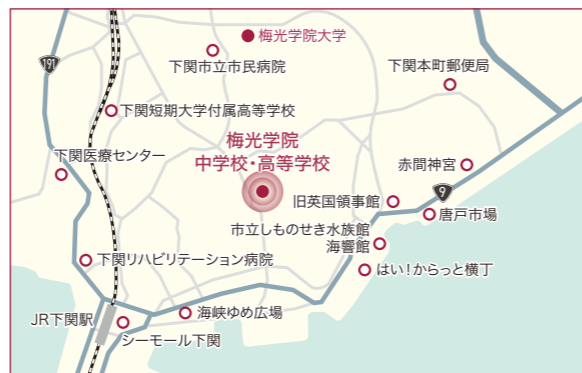 梅光学院大学
下関市立市民病院
191
下関本町郵便局
下関短期大学付属高等学校
梅光学院
中学校・高等学校
下関医療センター
赤間神宮
9
旧英国領事館
唐戸市場
市立しものせき水族館
海響館
下関リハビリテーション病院
はい!からっと横丁
海峡ゆめ広場
JR下関駅
シーモール下関